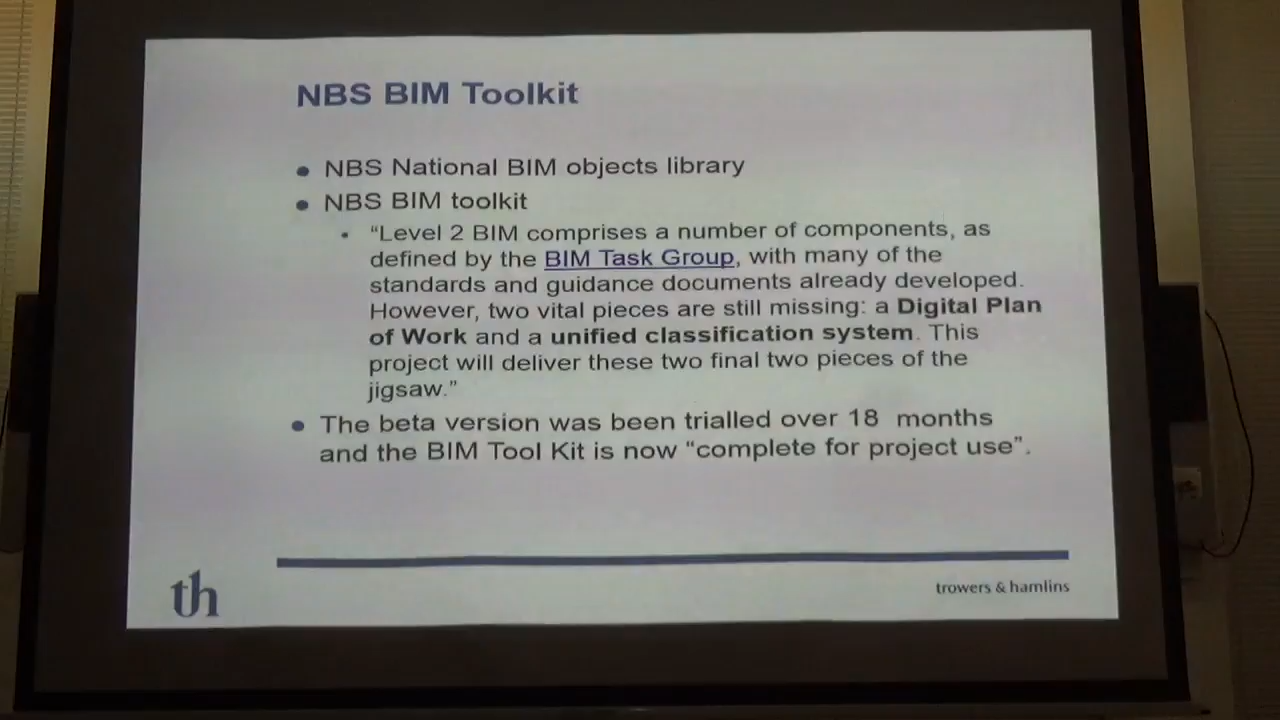 NBS BIM Toolkit
• NBS National BIM objects library
• NBS BIM toolkit
• “Level 2 BIM comprises a number of components, as
defined by the BIM Task Group, with many of the
standards and guidance documents already developed.
However, two vital pieces are still missing: a Digital Plan
of Work and a unified classification system. This
project will deliver these two final two pieces of the
jigsaw.”
• The beta version was been trialled over 18 months
and the BIM Tool Kit is now “complete for project use”.
th
trowers & hamlins